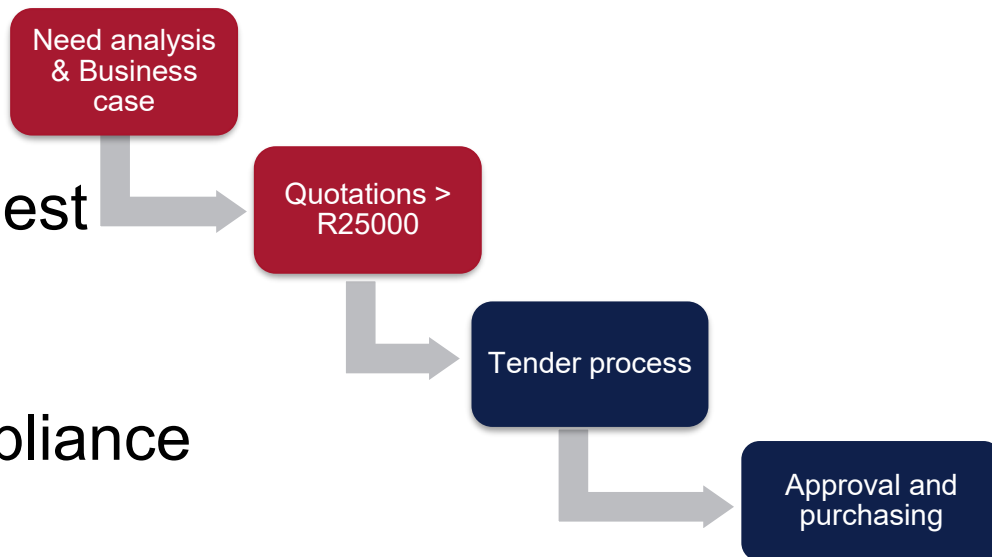 Need analysis
& Business
case
est
Quotations >
R25000
Tender process
pliance
Approval and
purchasing